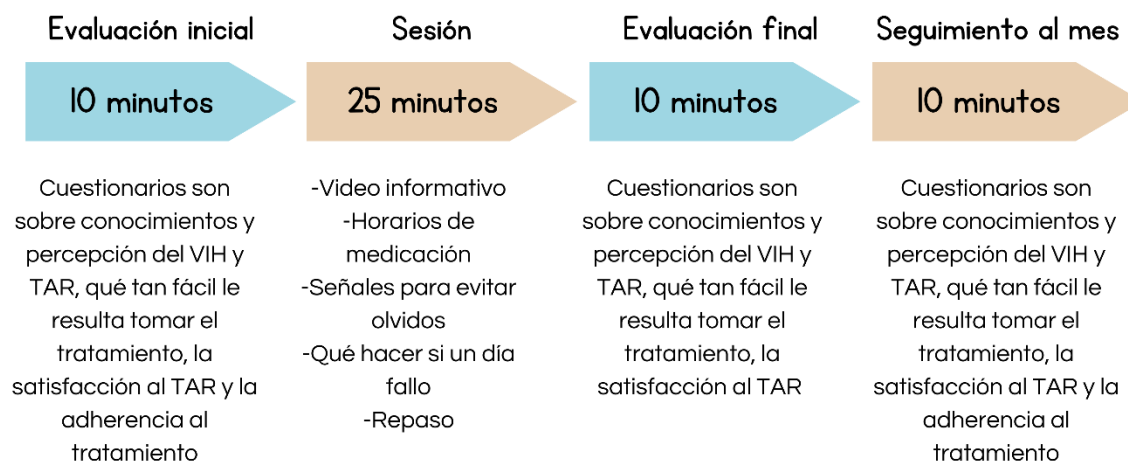 Evaluación inicial
10 minutos
Cuestionarios son
sobre conocimientos y
percepción del VIH y
TAR, qué tan fácil le
resulta tomar el
tratamiento, la
satisfacción al TAR y la
adherencia al
tratamiento
Sesión
25 minutos
-Video informativo
-Horarios de
medicación
-Señales para evitar
olvidos
-Qué hacer si un día
fallo
-Repaso
Evaluación final
10 minutos
Cuestionarios son
sobre conocimientos y
percepción del VIH y
TAR, qué tan fácil le
resulta tomar el
tratamiento, la
satisfacción al TAR
Seguimiento al mes
10 minutos
Cuestionarios son
sobre conocimientos y
percepción del VIH y
TAR, qué tan fácil le
resulta tomar el
tratamiento, la
satisfacción al TAR y la
adherencia al
tratamiento